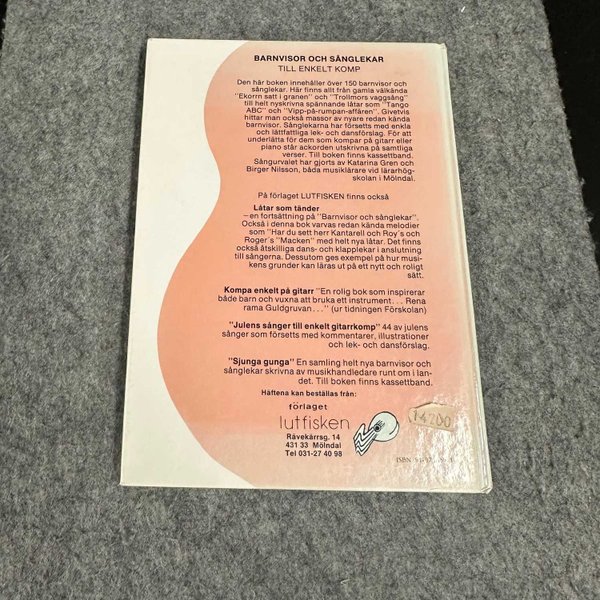 BARNVISOR OCH SÅNGLEKAR
TILL ENKELT KOMP
Den här boken innehåller över 150 barnvisor och
sånglekar. Här finns allt från gamla välkända
"Ekorrn satt i granen" och "Trollmors vaggsång"
till helt nyskrivna spännande låtar som "Tango
ABC" och "Vipp-på-rumpan-affären". Givetvis
hittar man också massor av nyare redan kända
barnvisor. Sånglekarna har försetts med enkla
och lättfattliga lek- och dansförslag. För att
underlätta för dem som kompar på gitarr eller
piano står ackorden utskrivna på samtliga
verser. Till boken finns kassettband.
Sångurvalet har gjorts av Katarina Gren och
Birger Nilsson, båda musiklärare vid lärarhög-
skolan i Mölndal.
På förlaget LUTFISKEN finns också
Låtar som tänder
—en fortsättning på "Barnvisor och sånglekar".
Också i denna bok varvas redan kända melodier
som "Har du sett herr Kantarell och Roy's och
Roger's "Macken" med helt nya låtar. Det finns
också åtskilliga dans- och klapplekar i anslutning
till sångerna. Dessutom ges exempel på hur musi-
kens grunder kan läras ut på ett nytt och roligt
sätt.
Kompa enkelt på gitarr "En rolig bok som inspirerar
både barn och vuxna att bruka ett instrument... Rena
rama Guldgruvan..." (ur tidningen Förskolan)
"Julens sånger till enkelt gitarrkomp" 44 av julens
sånger som försetts med kommentarer, illustrationer
och lek- och dansförslag.
"Sjunga gunga" En samling helt nya barnvisor och
sånglekar skrivna av musikhandledare runt om i lan-
det. Till boken finns kassettband.
Häftena kan beställas från:
förlaget
lutfisken
Rävekärrsg. 14
431 33 Mölndal
Tel 031-27 40 98
14200
ISBN